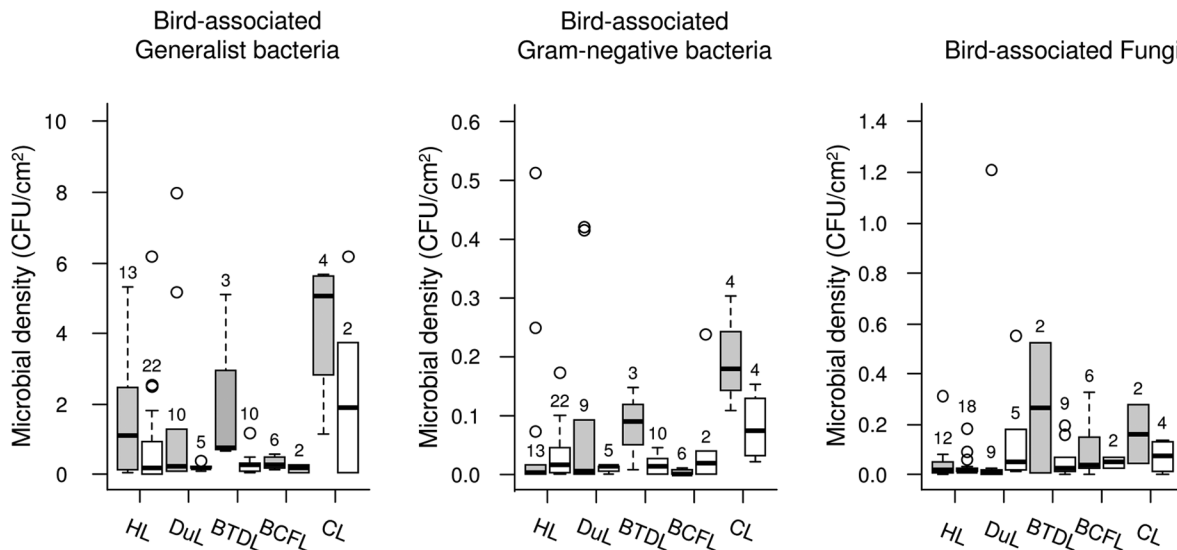 Bird-associated
Generalist bacteria
Microbial density (CFU/cm²)
10
8
6
4
2
0
13
22
10
5
3
10
6
2
4
2
HL
DuL
BTDL
BCFL
CL
Bird-associated
Gram-negative bacteria
Microbial density (CFU/cm²)
0.6
0.5
0.4
0.3
0.2
0.1
0.0
13
22
9
5
3
10
6
2
4
4
HL
DuL
BTDL
BCFL
CL
Bird-associated Fungi
Microbial density (CFU/cm²)
1.4
1.2
1.0
0.8
0.6
0.4
0.2
0.0
12
18
9
5
2
9
6
2
2
4
HL
DuL
BTDL
BCFL
CL